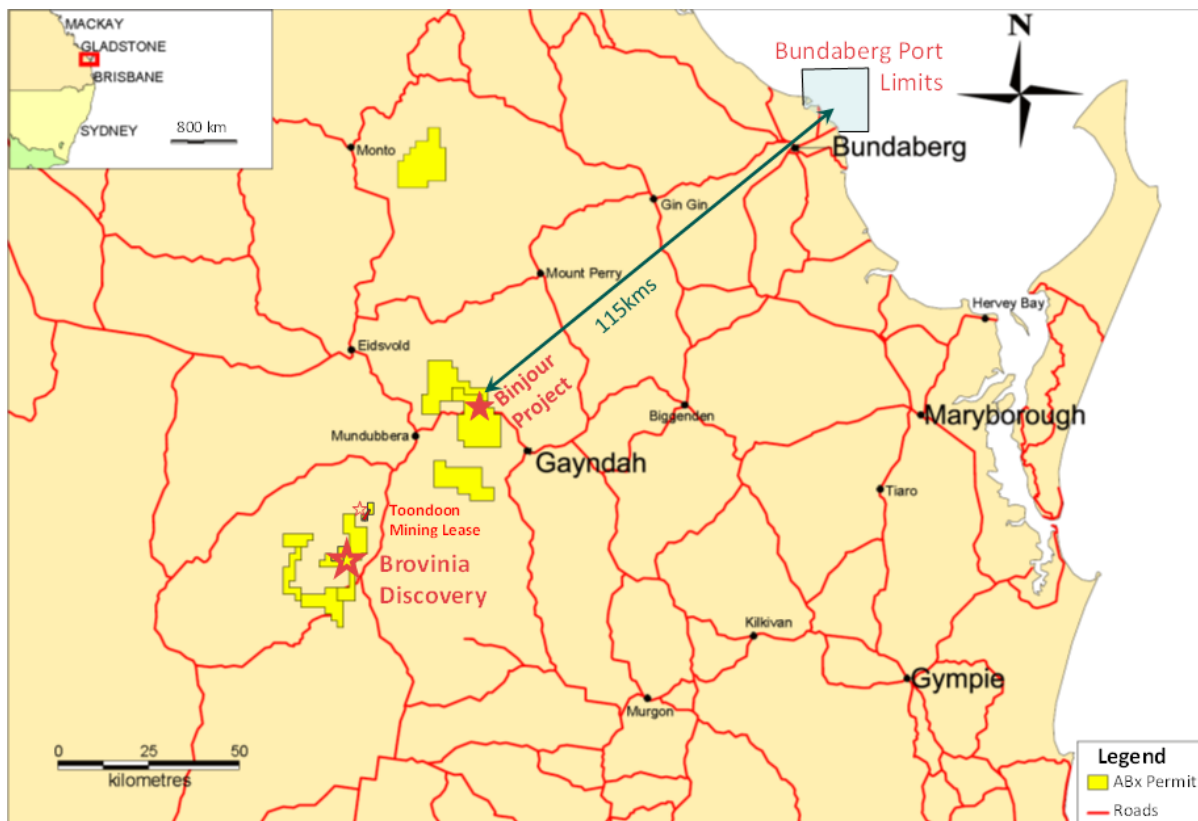 MACKAY
GLADSTONE
BRISBANE
SYDNEY
800 km
N
Bundaberg Port
Limits
Bundaberg
Monto
Gin Gin
Mount Perry
115kms
Hervey Bay
Eidsvold
Binjour
Project
Biggenden
Maryborough
Mundubbera
Gayndah
Tiaro
Toondoon
Mining Lease
Brovinia
Discovery
Kilkivan
Gympie
Murgon
0 25 50
kilometres
Legend
ABx Permit
Roads